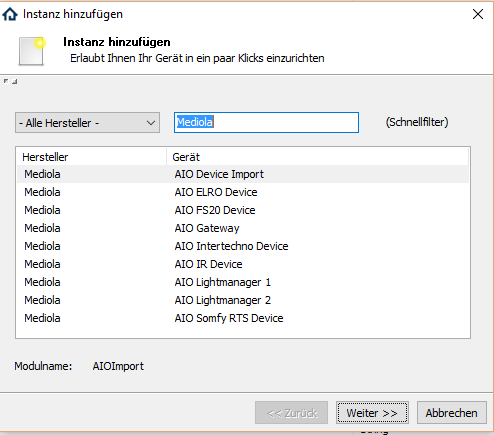 Instanz hinzufügen
Instanz hinzufügen
Erlaubt Ihnen Ihr Gerät in ein paar Klicks einzurichten
- Alle Hersteller - Mediola (Schnellfilter)
Hersteller Gerät
Mediola AIO Device Import
Mediola AIO ELRO Device
Mediola AIO FS20 Device
Mediola AIO Gateway
Mediola AIO Intertechno Device
Mediola AIO IR Device
Mediola AIO Lightmanager 1
Mediola AIO Lightmanager 2
Mediola AIO Somfy RTS Device
Modulname: AIOImport
<< Zurück Weiter >> Abbrechen